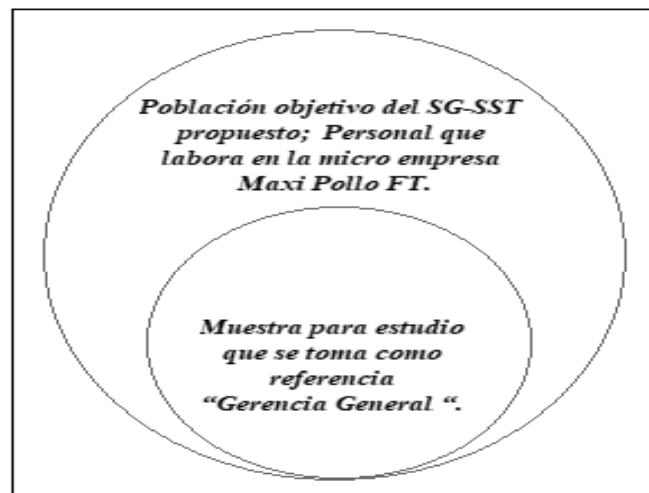 Población objetivo del SG-SST
propuesto; Personal que
labora en la micro empresa
Maxi Pollo FT.
Muestra para estudio
que se toma como
referencia
“Gerencia General “.